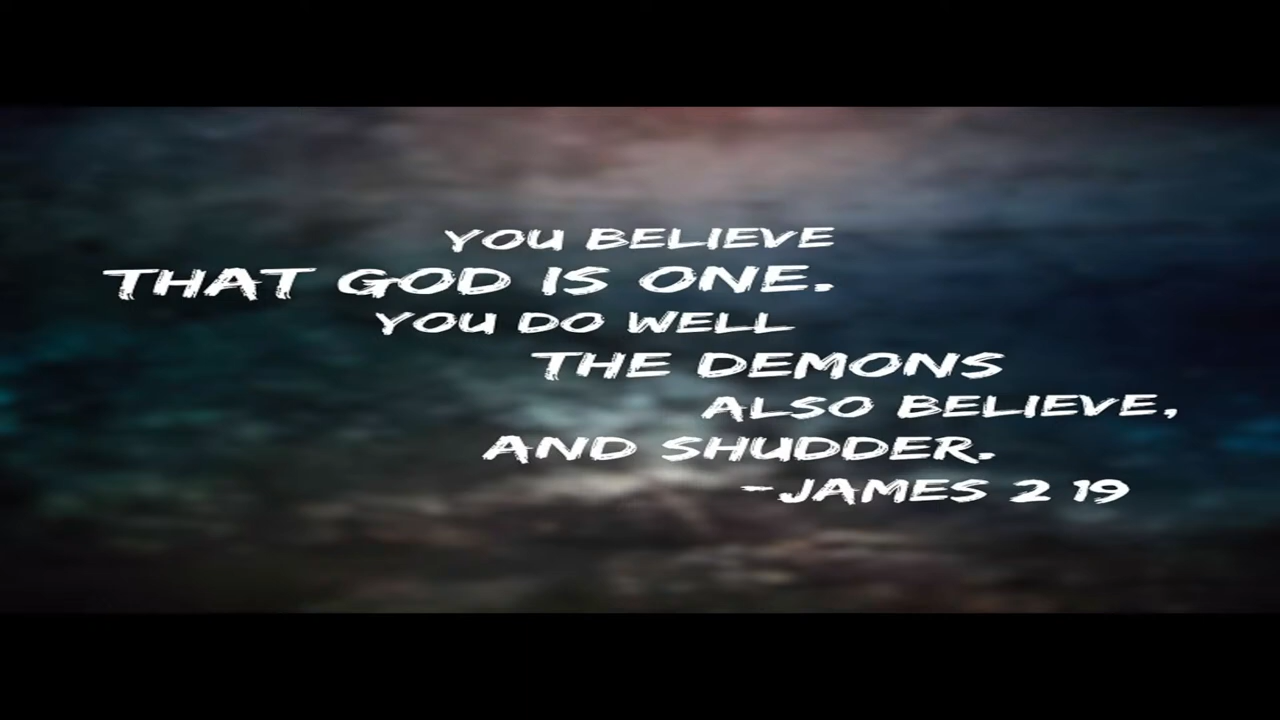 YOU BELIEVE
THAT GOD IS ONE.
YOU DO WELL
THE DEMONS
ALSO BELIEVE,
AND SHUDDER.
-JAMES 2 19